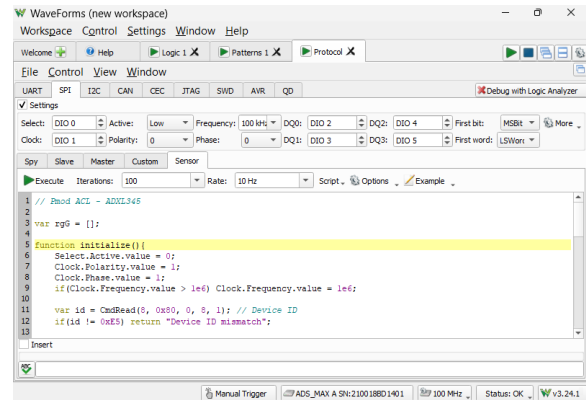 WaveForms (new workspace)
Workspace Control Settings Window Help
Welcome Help Logic 1 Patterns 1 Protocol
File Control View Window
UART SPI I2C CAN CEC JTAG SWD AVR QD Debug with Logic Analyzer
Settings
Select: DIO 0 Active: Low Frequency: 100 kHz DQ0: DIO 2 DQ2: DIO 4 First bit: MSBit More
Clock: DIO 1 Polarity: 0 Phase: 0 DQ1: DIO 3 DQ3: DIO 5 First word: LSWor
Spy Slave Master Custom Sensor
Execute Iterations: 100 Rate: 10 Hz Script Options Example
1 // Pmod ACL - ADXL345
2
3 var rgG = [];
4
5 function initialize(){
6 Select.Active.value = 0;
7 Clock.Polarity.value = 1;
8 Clock.Phase.value = 1;
9 if(Clock.Frequency.value > 1e6) Clock.Frequency.value = 1e6;
10
11 var id = CmdRead(8, 0x80, 0, 8, 1); // Device ID
12 if(id != 0xE5) return "Device ID mismatch";
13
Insert
ABC
Manual Trigger ADS_MAX A SN:210018BD1401 100 MHz Status: OK W v3.24.1